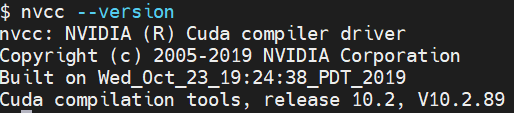 $ nvcc --version
nvcc: NVIDIA (R) Cuda compiler driver
Copyright (c) 2005-2019 NVIDIA Corporation
Built on Wed_Oct_23_19:24:38_PDT_2019
Cuda compilation tools, release 10.2, V10.2.89